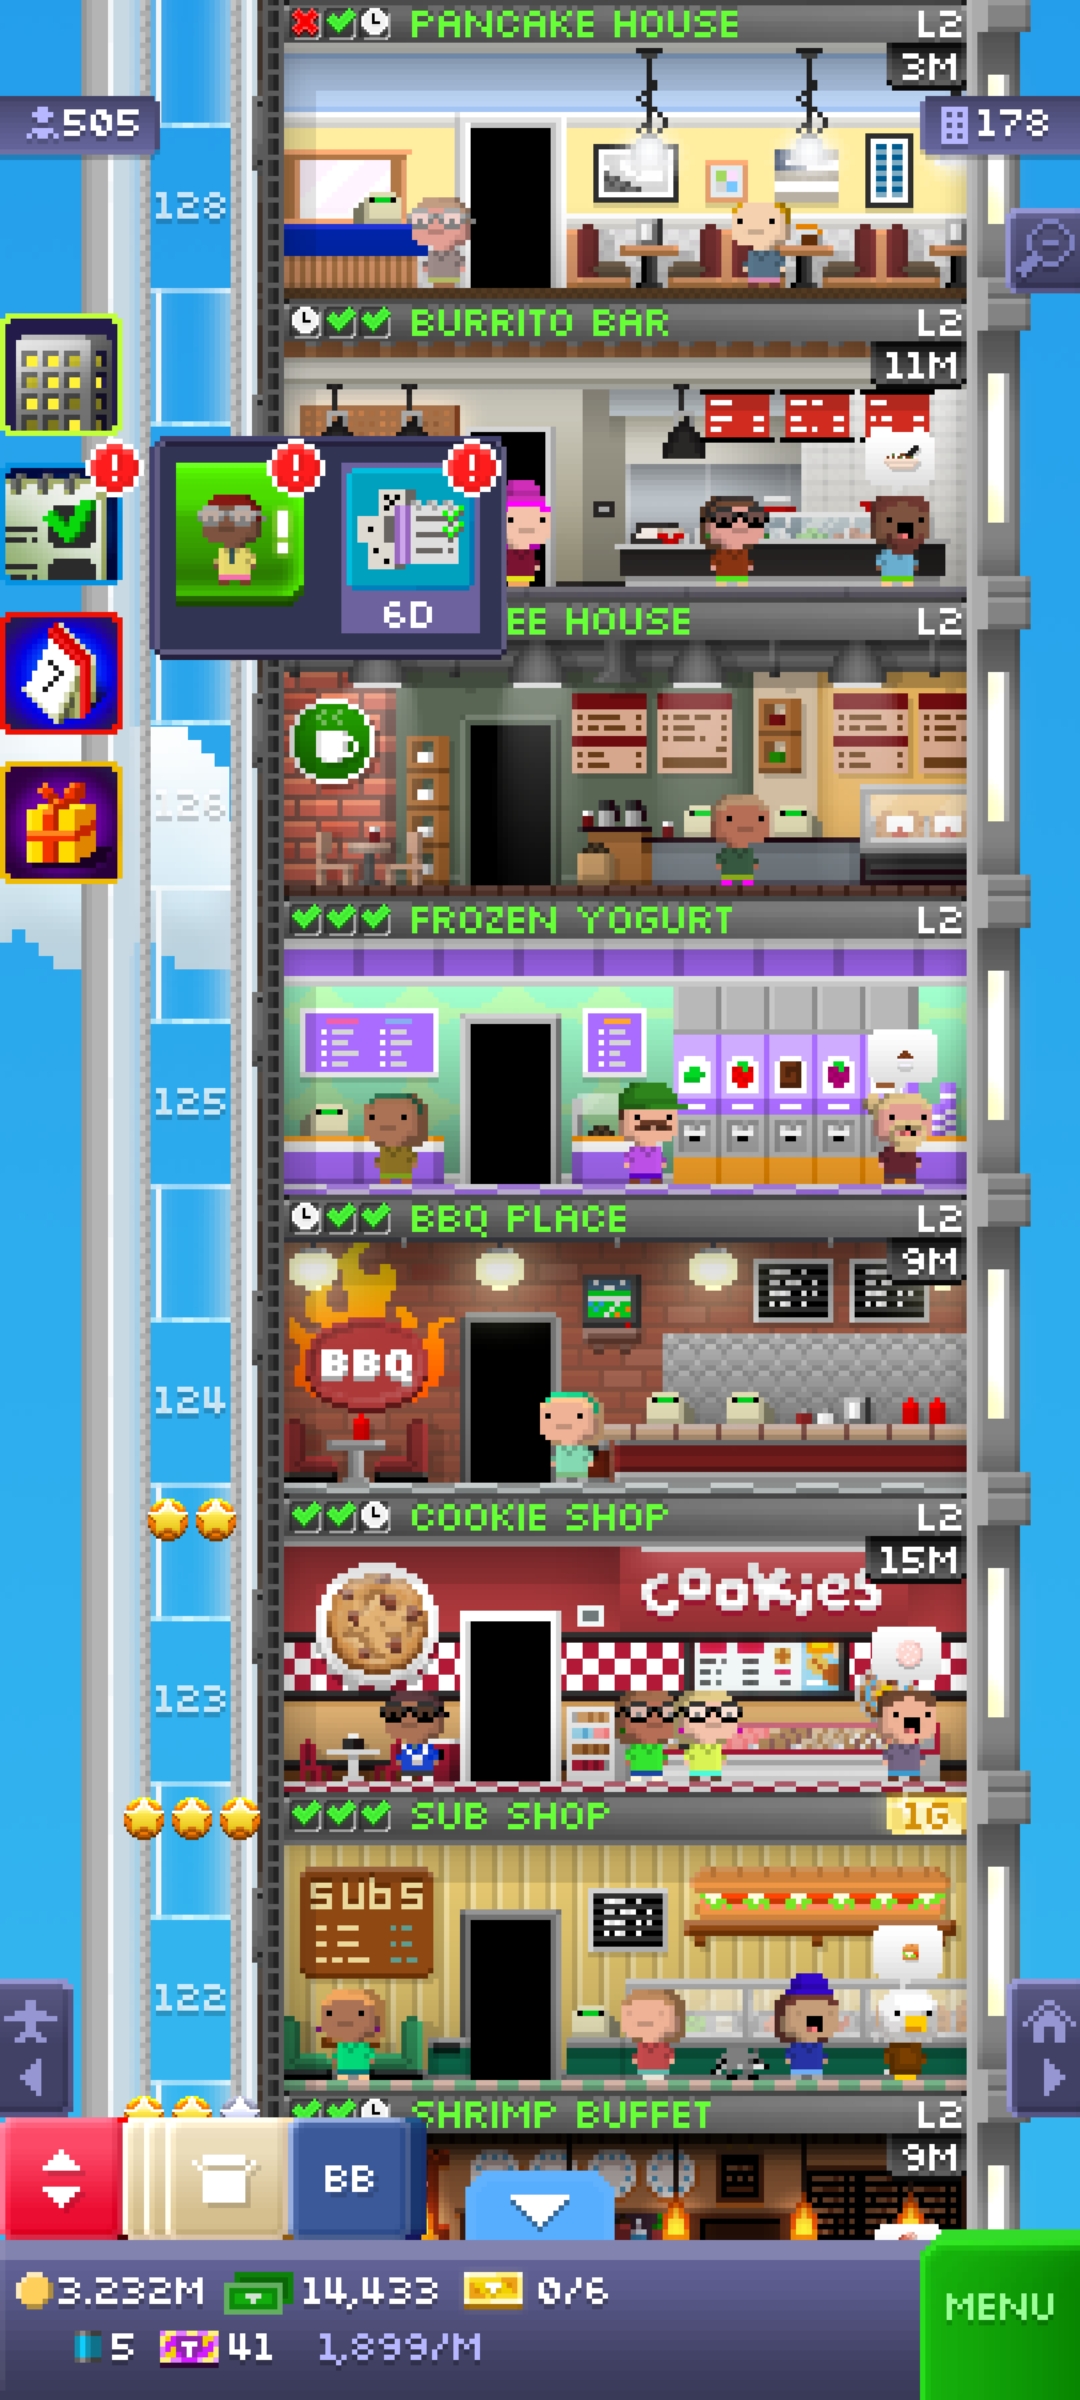 PANCAKE HOUSE L2
3M
505
178
128
BURRITO BAR L2
11M
6D
EE HOUSE L2
126
FROZEN YOGURT L2
125
BBQ PLACE L2
9M
BBQ
124
COOKIE SHOP L2
15M
cookies
123
SUB SHOP 1G
SUBS
122
SHRIMP BUFFET L2
9M
BB
3.232M 14,433 0/6
MENU
5 41 1,899/M